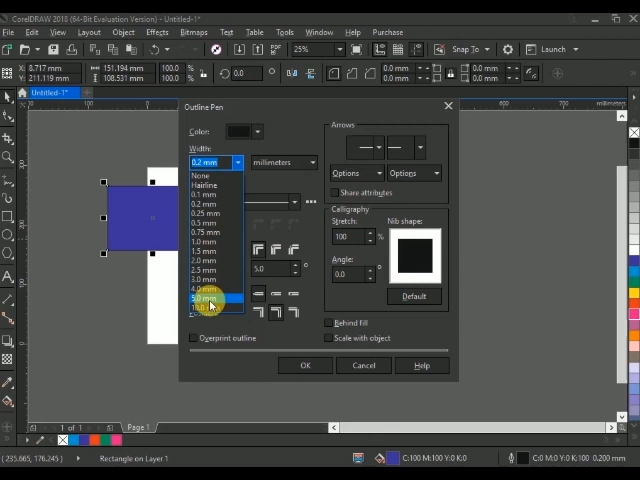 CorelDRAW 2018 (64-Bit Evaluation Version) - Untitled-1*
File Edit View Layout Object Effects Bitmaps Text Table Tools Window Help Purchase
25% Snap To Launch
X: 8.717 mm 151.194 mm 100.0 % 0.0 0.0 mm 0.0 mm 0.0 mm 0.0 mm
Y: 211.119 mm 108.531 mm 100.0 %
Untitled-1*
100 0 600 700 millimeters
Outline Pen
Color:
Width:
0.2 mm millimeters
None
Hairline
0.1 mm
0.2 mm
0.25 mm
0.5 mm
0.75 mm
1.0 mm
1.5 mm
2.0 mm
2.5 mm
3.0 mm
4.0 mm
5.0 mm
10.0 mm
5.0 °
Overprint outline
Arrows
Options Options
Share attributes
Calligraphy
Stretch: Nib shape:
100 %
Angle:
0.0 °
Default
Behind fill
Scale with object
OK Cancel Help
1 of 1 Page 1
( 235.665, 176.245 ) Rectangle on Layer 1 C:100 M:100 Y:0 K:0 C:0 M:0 Y:0 K:100 0.200 mm